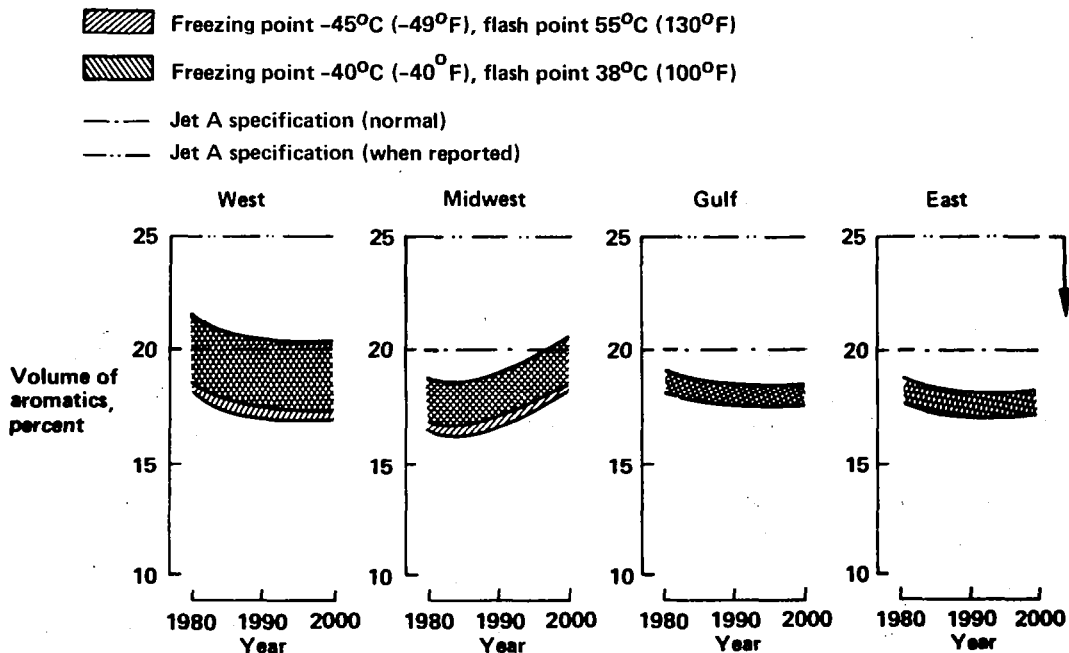 Freezing point –45°C (–49°F), flash point 55°C (130°F)
Freezing point –40°C (–40°F), flash point 38°C (100°F)
Jet A specification (normal)
Jet A specification (when reported)
West Midwest Gulf East
25 25 25 25
20 20 20 20
Volume of
aromatics,
percent
15 15 15 15
10 10 10 10
1980 1990 2000 1980 1990 2000 1980 1990 2000 1980 1990 2000
Year Year Year Year